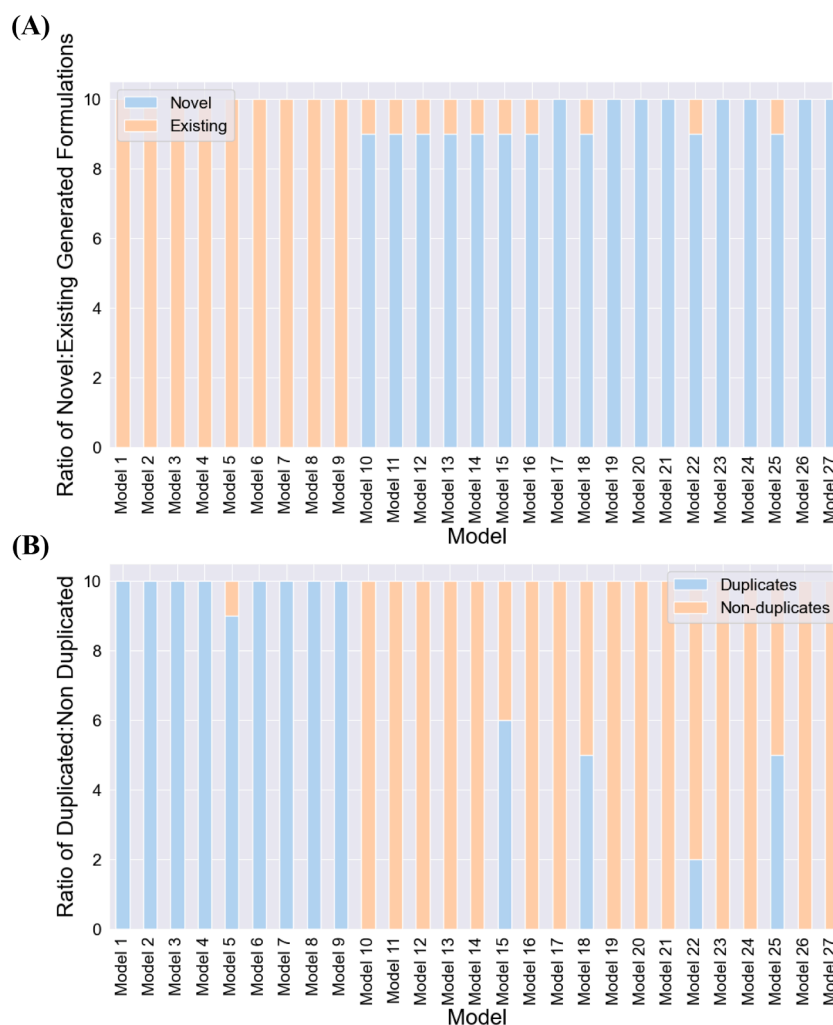 (A)
Ratio of Novel:Existing Generated Formulations
10
8
6
4
2
0
Novel
Existing
Model 1
Model 2
Model 3
Model 4
Model 5
Model 6
Model 7
Model 8
Model 9
Model 10
Model 11
Model 12
Model 13
Model 14
Model 15
Model 16
Model 17
Model 18
Model 19
Model 20
Model 21
Model 22
Model 23
Model 24
Model 25
Model 26
Model 27
Model
(B)
Ratio of Duplicated:Non Duplicated
10
8
6
4
2
0
Duplicates
Non-duplicates
Model 1
Model 2
Model 3
Model 4
Model 5
Model 6
Model 7
Model 8
Model 9
Model 10
Model 11
Model 12
Model 13
Model 14
Model 15
Model 16
Model 17
Model 18
Model 19
Model 20
Model 21
Model 22
Model 23
Model 24
Model 25
Model 26
Model 27
Model